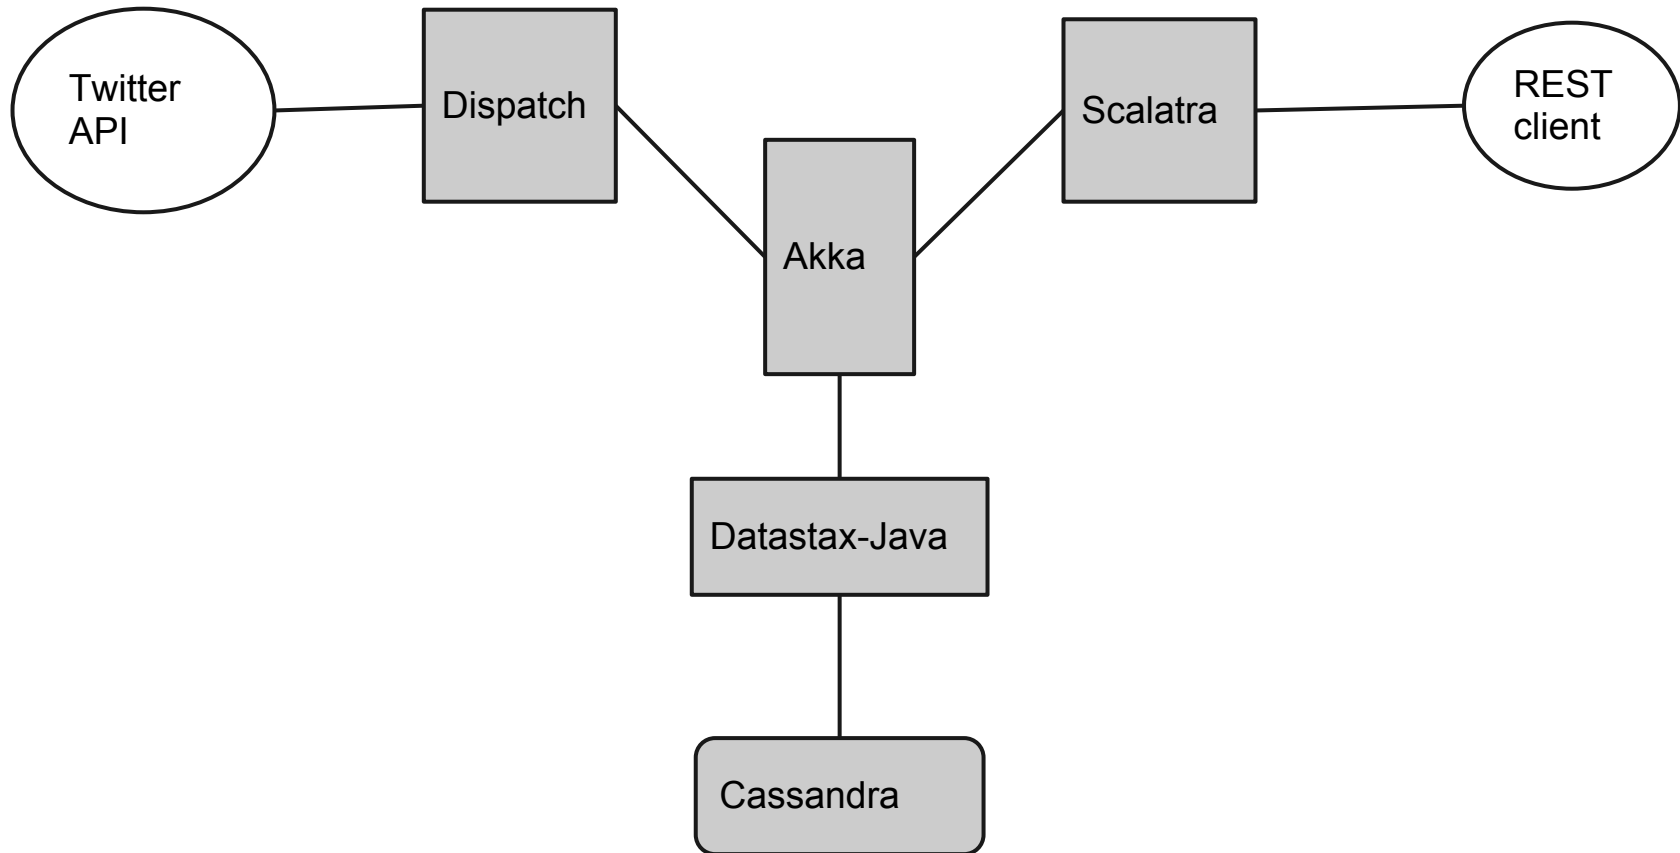 Twitter
API
Dispatch
Scalatra
REST
client
Akka
Datastax-Java
Cassandra